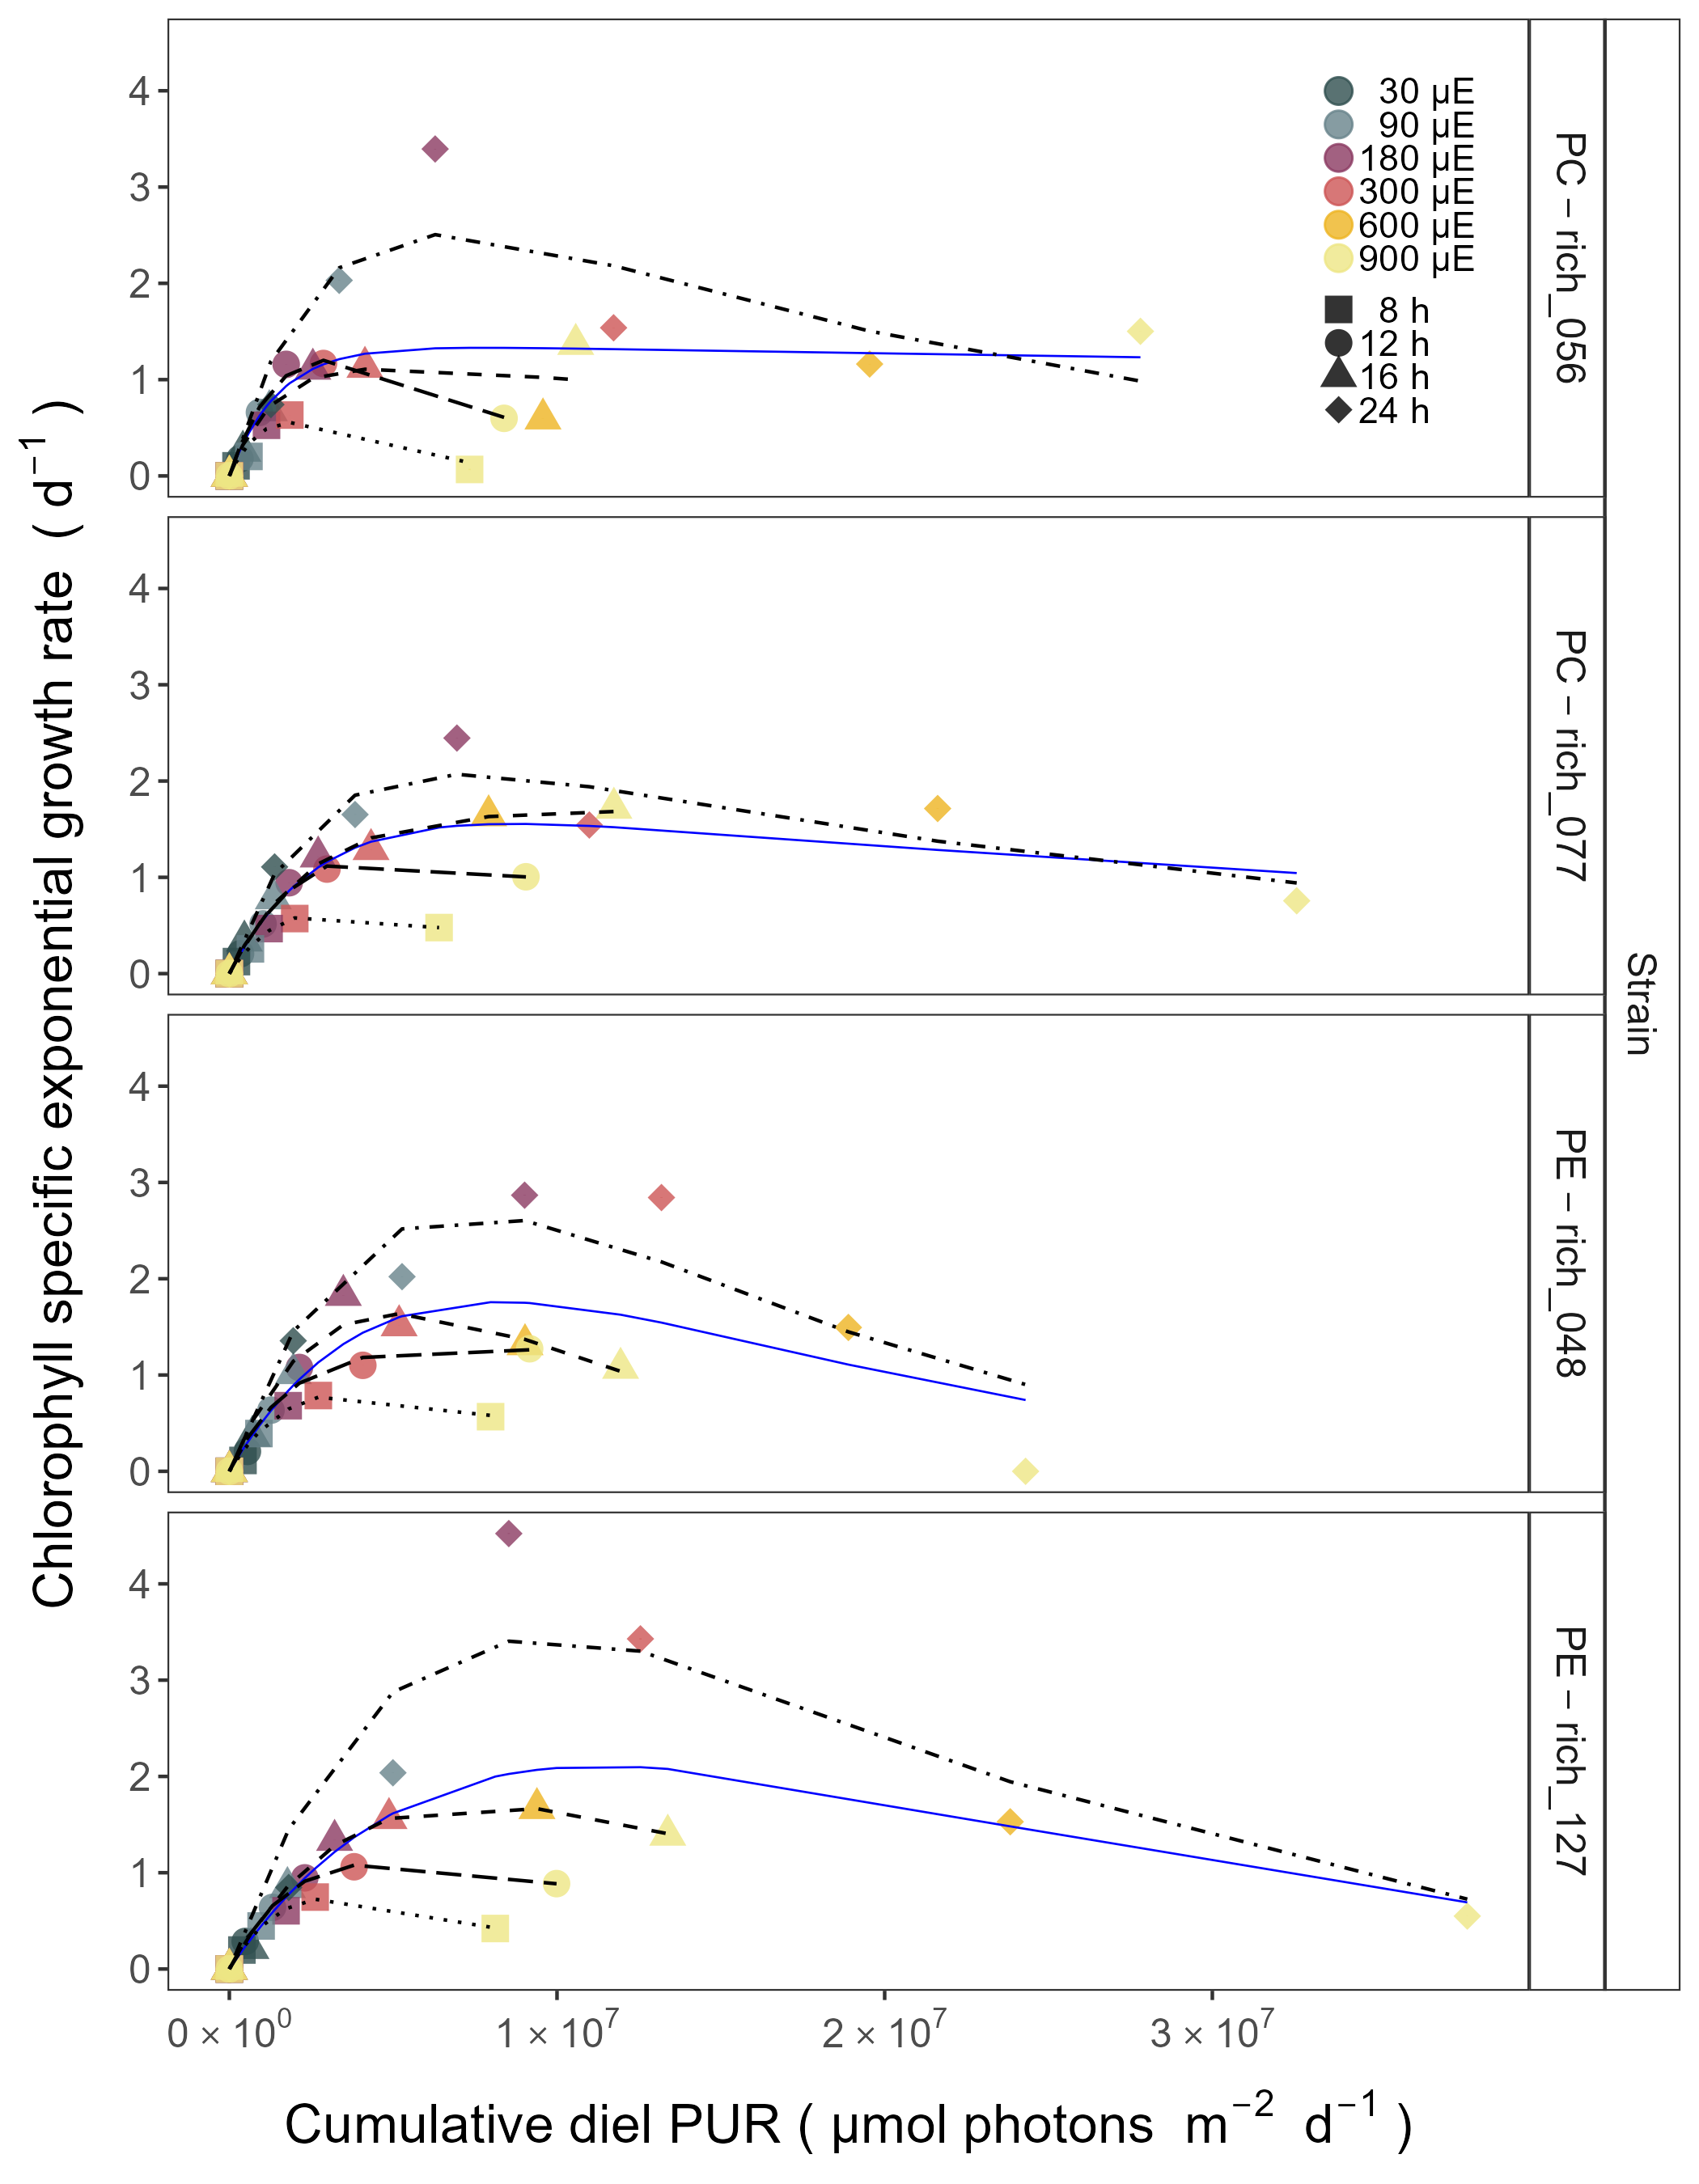 Chlorophyll specific exponential growth rate ( d⁻¹ )
4
3
2
1
0
30 µE
90 µE
180 µE
300 µE
600 µE
900 µE
8 h
12 h
16 h
24 h
PC − rich_056
4
3
2
1
0
PC − rich_077
4
3
2
1
0
PE − rich_048
4
3
2
1
0
PE − rich_127
Strain
0 × 10⁰ 1 × 10⁷ 2 × 10⁷ 3 × 10⁷
Cumulative diel PUR ( µmol photons m⁻² d⁻¹ )